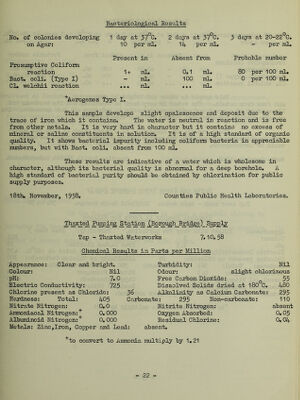 Bacteriological Results
No. of colonies developing 1 day at 37°C. 2 days at 37°C. 3 days at 20-22°C.
on Agar: 10 per ml. 14 per ml. - per ml.
Present in Absent from Probable number
Presumptive Coliform
reaction 1+ ml. 0.1 ml. 80 per 100 ml.
Bact. coli. (Type I) - ml. 100 ml. 0 per 100 ml.
Cl. welchii reaction ... ml. ... ml.
*Aerogenes Type I.
This sample develops slight opalescence and deposit due to the
trace of iron which it contains. The water is neutral in reaction and is free
from other metals. It is very hard in character but it contains no excess of
mineral or saline constituents in solution. It is of a high standard of organic
quality. It shows bacterial impurity including coliform bacteria in appreciable
numbers, but with Bact. coli. absent from 100 ml.
These results are indicative of a water which is wholesome in
character, although its bacterial quality is abnormal for a deep borehole. A
high standard of bacterial purity should be obtained by chlorination for public
supply purposes.
18th. November, 1958. Counties Public Health Laboratories.
Thaxted Pumping Station (Borough Bridge) Supply
Tap - Thaxted Waterworks 7.10.58
Chemical Results in Parts per Million
Appearance: Clear and bright. Turbidity: Nil
Colour: Nil Odour: slight chlorinous
pH: 7.0 Free Carbon Dioxide: 55
Electric Conductivity: 725 Dissolved Solids dried at 180°C. 480
Chlorine present as Chloride: 36 Alkalinity as Calcium Carbonate: 295
Hardness: Total: 405 Carbonate: 295 Non-carbonate: 110
Nitrate Nitrogen: 0.0 Nitrite Nitrogen: absent
Ammoniacal Nitrogen:* 0.000 Oxygen Absorbed: 0.05
Albuminoid Nitrogen:* 0.000 Residual Chlorine: 0.04
Metals: Zinc, Iron, Copper and Lead: absent.
*to convert to Ammonia multiply by 1.21
- 22 -